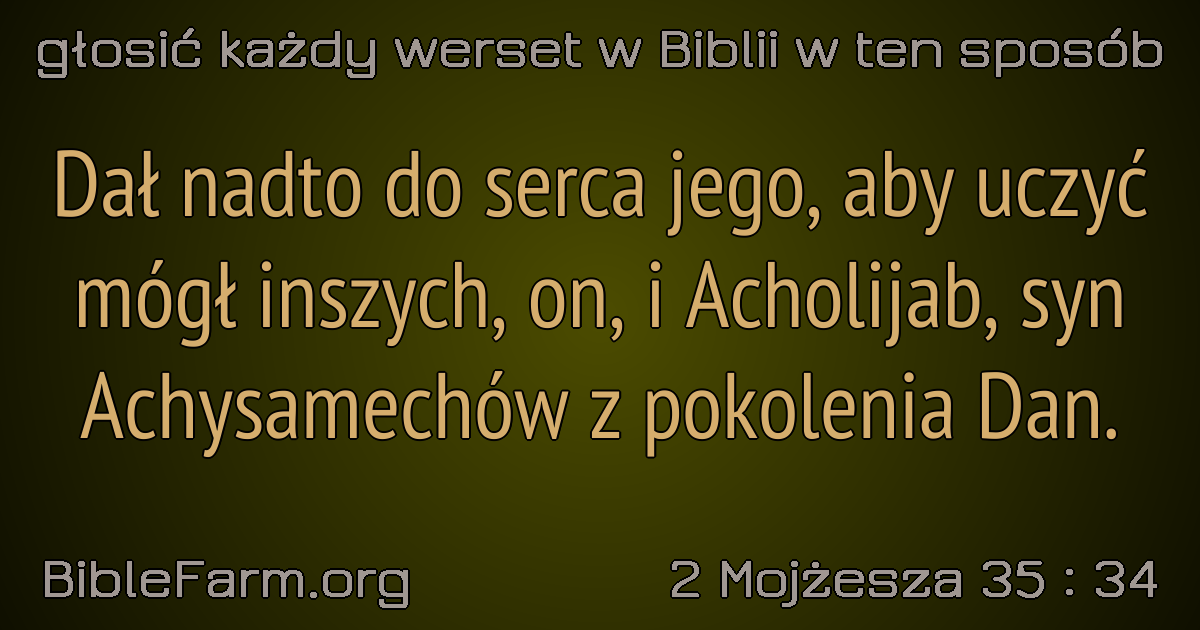 głosić każdy werset w Biblii w ten sposób
Dał nadto do serca jego, aby uczyć
mógł inszych, on, i Acholijab, syn
Achysamechów z pokolenia Dan.
BibleFarm.org
2 Mojżesza 35 : 34